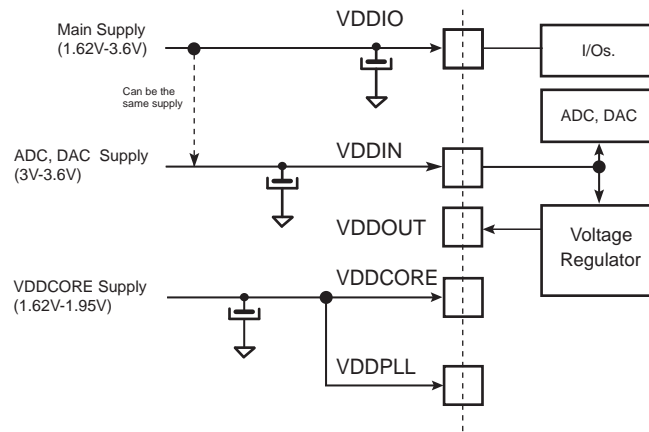 Main Supply
(1.62V-3.6V)
VDDIO
I/Os.
Can be the
same supply
ADC, DAC
ADC, DAC  Supply
(3V-3.6V)
VDDIN
VDDOUT
Voltage
Regulator
VDDCORE Supply
(1.62V-1.95V)
VDDCORE
VDDPLL